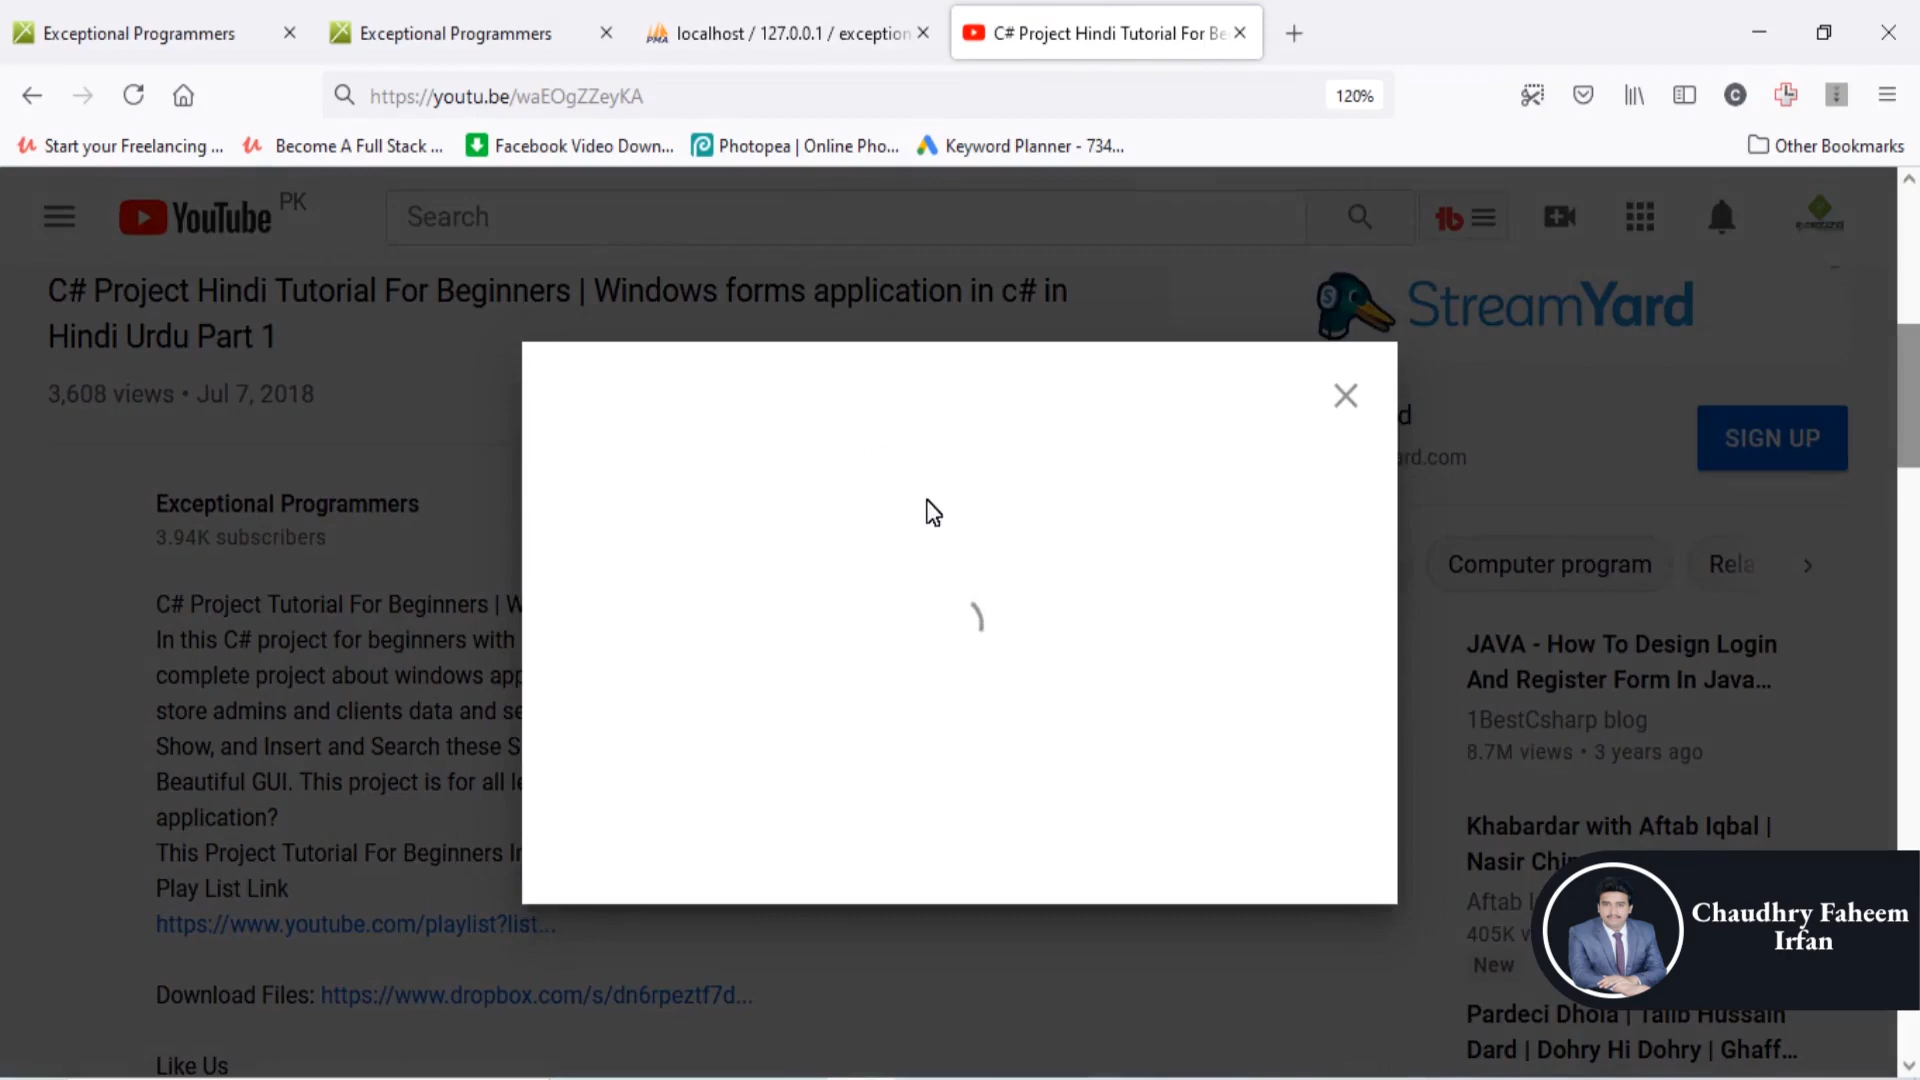 Exceptional Programmers
Exceptional Programmers
localhost / 127.0.0.1 / exception
C# Project Hindi Tutorial For Be
https://youtu.be/waEOgZZeyKA
120%
Start your Freelancing ...
Become A Full Stack ...
Facebook Video Down...
Photopea | Online Pho...
Keyword Planner - 734...
Other Bookmarks
YouTube PK
Search
C# Project Hindi Tutorial For Beginners | Windows forms application in c# in
Hindi Urdu Part 1
3,608 views • Jul 7, 2018
StreamYard
SIGN UP
Exceptional Programmers
3.94K subscribers
C# Project Tutorial For Beginners | W
In this C# project for beginners with
complete project about windows app
store admins and clients data and se
Show, and Insert and Search these S
Beautiful GUI. This project is for all le
application?
This Project Tutorial For Beginners In
Play List Link
https://www.youtube.com/playlist?list...
Download Files: https://www.dropbox.com/s/dn6rpeztf7d...
Like Us
Computer program
Rela
JAVA - How To Design Login
And Register Form In Java...
1BestCsharp blog
8.7M views • 3 years ago
Khabardar with Aftab Iqbal |
Nasir
Aftab
405K
New
Pardeci Dhola | Talib Hussain
Dard | Dohry Hi Dohry | Ghaff...
Chaudhry Faheem
Irfan